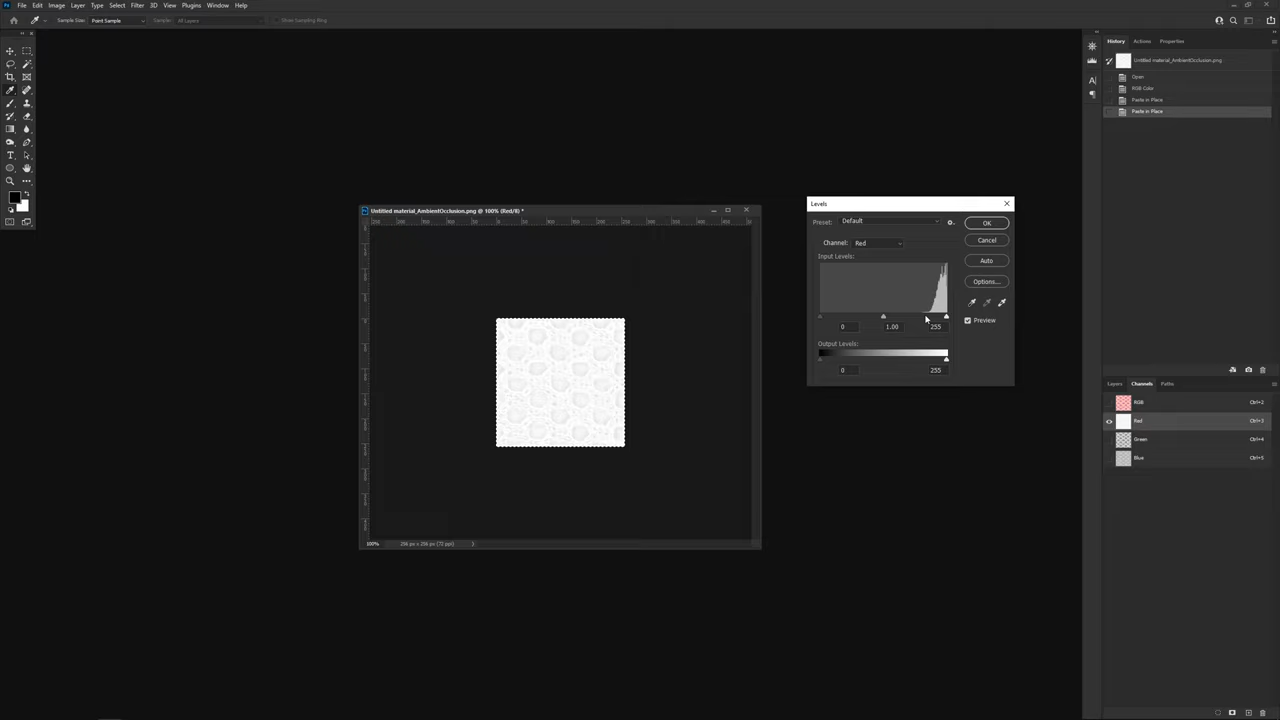 Ps File Edit Image Layer Type Select Filter 3D View Plugins Window Help
Sample Size: Point Sample Sample: All Layers Show Sampling Ring
History Actions Properties
Untitled material_AmbientOcclusion.png
Open
RGB Color
Paste in Place
Paste in Place
Untitled material_AmbientOcclusion.png @ 100% (Red/8) *
100% 256 px x 256 px (72 ppi)
Levels
Preset: Default
OK
Channel: Red
Cancel
Input Levels:
Auto
Options...
0 1.00 255
Preview
Output Levels:
0 255
Layers Channels Paths
RGB Ctrl+2
Red Ctrl+3
Green Ctrl+4
Blue Ctrl+5